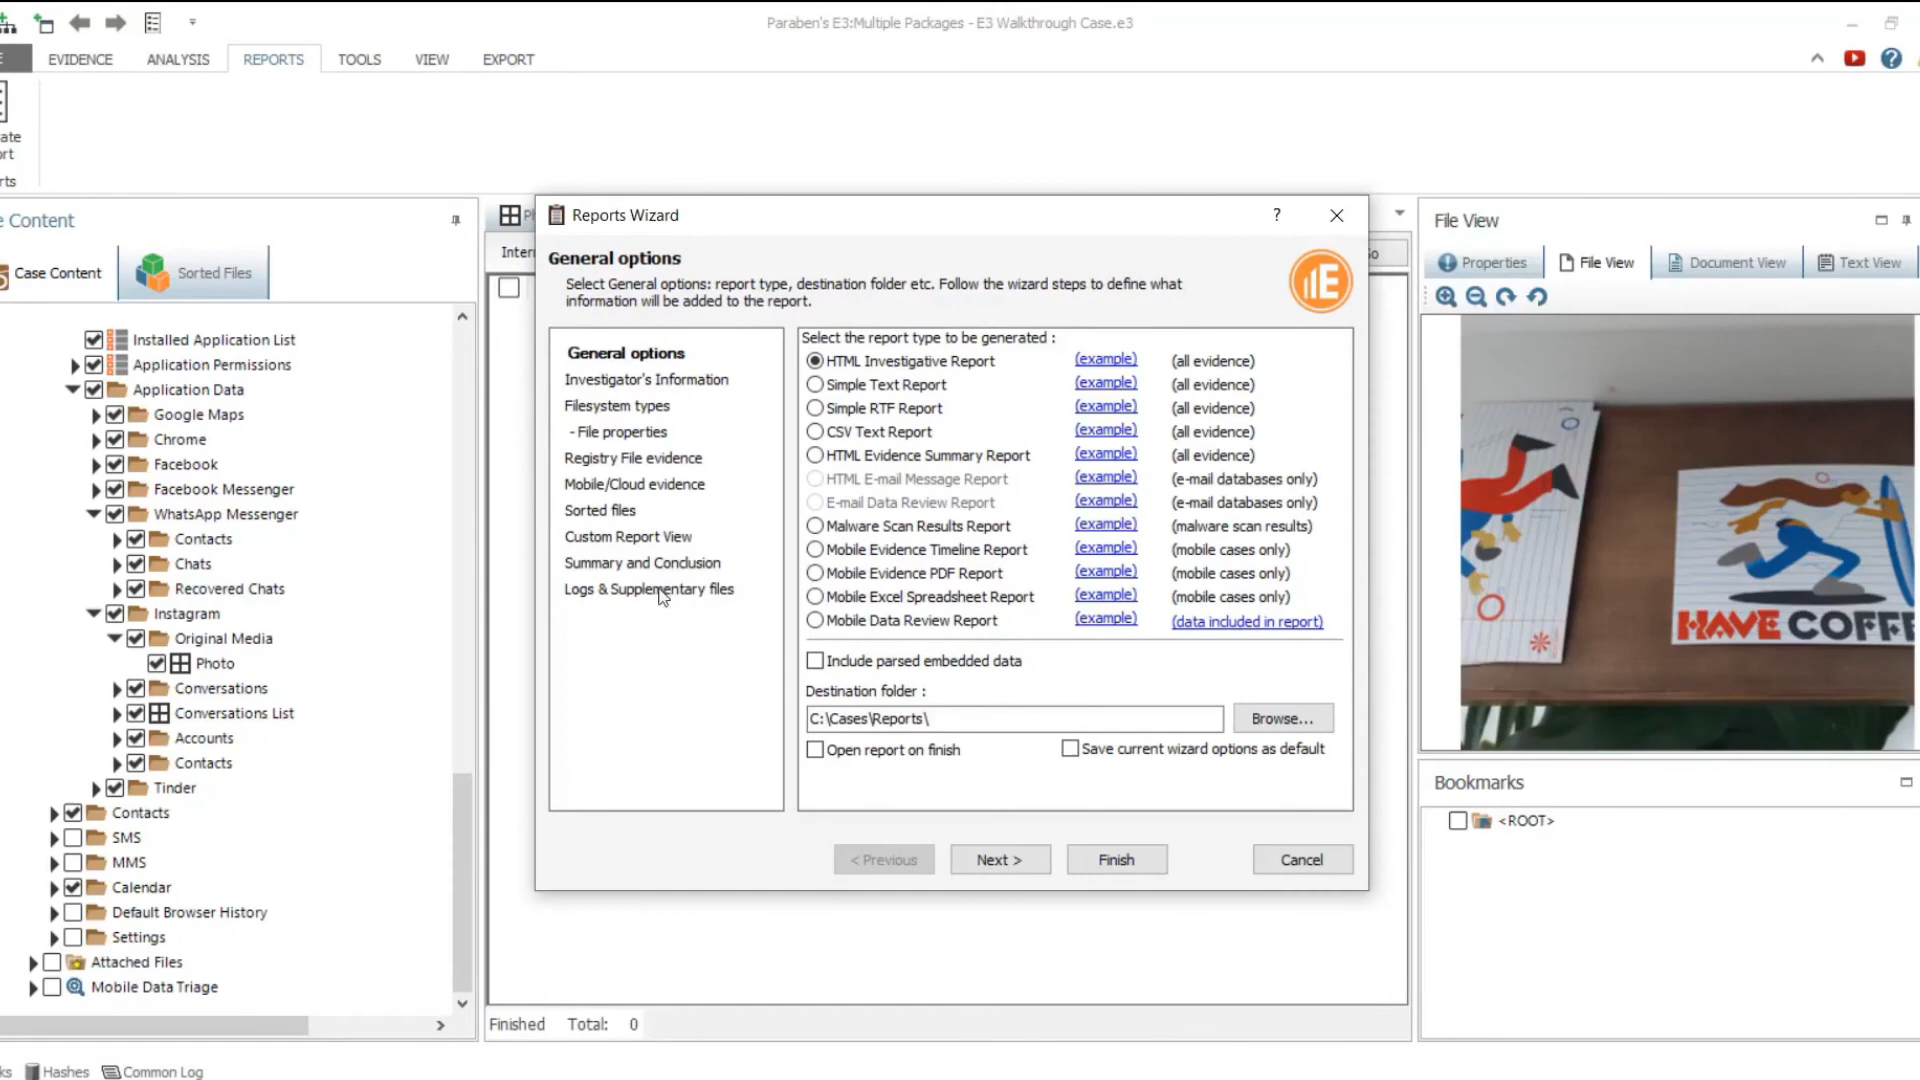 Paraben's E3:Multiple Packages - E3 Walkthrough Case.e3
EVIDENCE ANALYSIS REPORTS TOOLS VIEW EXPORT
Content
Case Content
Sorted Files
Installed Application List
Application Permissions
Application Data
Google Maps
Chrome
Facebook
Facebook Messenger
WhatsApp Messenger
Contacts
Chats
Recovered Chats
Instagram
Original Media
Photo
Conversations
Conversations List
Accounts
Contacts
Tinder
Contacts
SMS
MMS
Calendar
Default Browser History
Settings
Attached Files
Mobile Data Triage
Hashes
Common Log
Finished Total: 0
Reports Wizard
?
General options
Select General options: report type, destination folder etc. Follow the wizard steps to define what
information will be added to the report.
General options
Investigator's Information
Filesystem types
- File properties
Registry File evidence
Mobile/Cloud evidence
Sorted files
Custom Report View
Summary and Conclusion
Logs & Supplementary files
Select the report type to be generated :
HTML Investigative Report (example) (all evidence)
Simple Text Report (example) (all evidence)
Simple RTF Report (example) (all evidence)
CSV Text Report (example) (all evidence)
HTML Evidence Summary Report (example) (all evidence)
HTML E-mail Message Report (example) (e-mail databases only)
E-mail Data Review Report (example) (e-mail databases only)
Malware Scan Results Report (example) (malware scan results)
Mobile Evidence Timeline Report (example) (mobile cases only)
Mobile Evidence PDF Report (example) (mobile cases only)
Mobile Excel Spreadsheet Report (example) (mobile cases only)
Mobile Data Review Report (example) (data included in report)
Include parsed embedded data
Destination folder :
C:\Cases\Reports\
Browse...
Open report on finish
Save current wizard options as default
< Previous
Next >
Finish
Cancel
File View
Properties
File View
Document View
Text View
HAVE
Bookmarks
<ROOT>